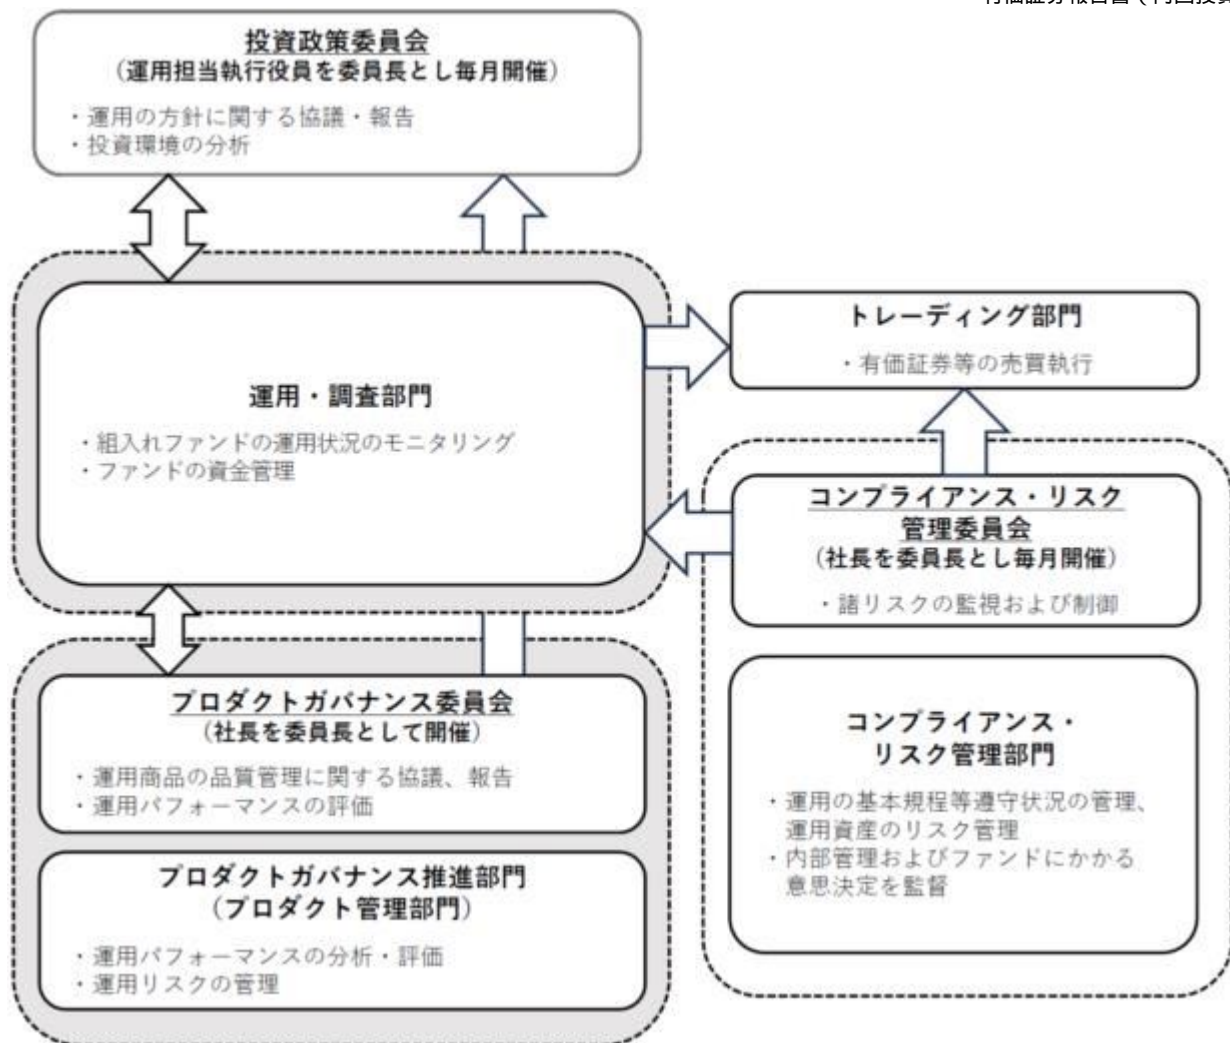 投資政策委員会
（運用担当執行役員を委員長とし毎月開催）
・運用の方針に関する協議・報告
・投資環境の分析
運用・調査部門
・組入れファンドの運用状況のモニタリング
・ファンドの資金管理
トレーディング部門
・有価証券等の売買執行
コンプライアンス・リスク
管理委員会
（社長を委員長とし毎月開催）
・諸リスクの監視および制御
コンプライアンス・
リスク管理部門
・運用の基本規程等遵守状況の管理、
運用資産のリスク管理
・内部管理およびファンドにかかる
意思決定を監督
プロダクトガバナンス委員会
（社長を委員長として開催）
・運用商品の品質管理に関する協議、報告
・運用パフォーマンスの評価
プロダクトガバナンス推進部門
（プロダクト管理部門）
・運用パフォーマンスの分析・評価
・運用リスクの管理